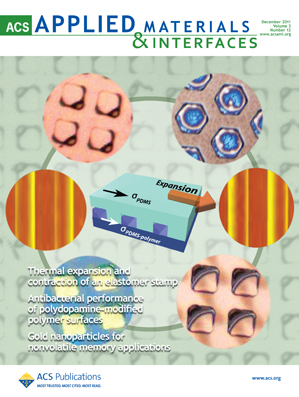 ACS APPLIED MATERIALS
&INTERFACES
December 2011
Volume 3
Number 12
www.acsami.org
Expansion
σPDMS
σPDMS-polymer
Thermal expansion and
contraction of an elastomer stamp
Antibacterial performance
of polydopamine-modified
polymer surfaces
Gold nanoparticles for
nonvolatile memory applications
ACS Publications
MOST TRUSTED. MOST CITED. MOST READ.
www.acs.org